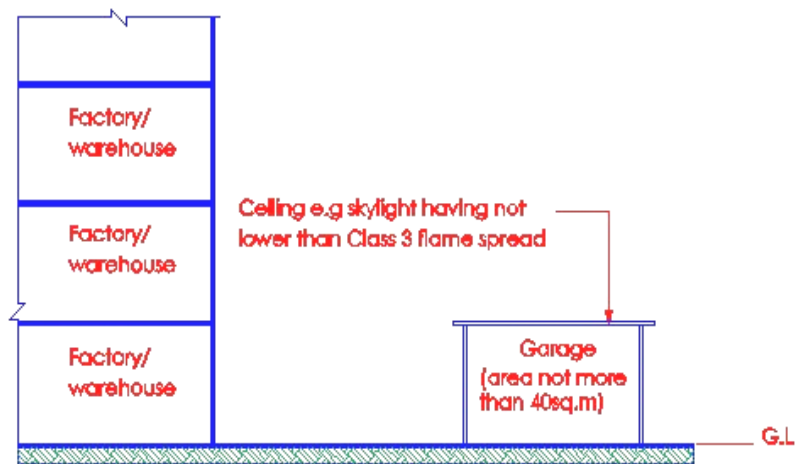 Factory/
warehouse
Factory/
warehouse
Factory/
warehouse
Ceiling e.g skylight having not
lower than Class 3 flame spread
Garage
(area not more
than 40sq.m)
G.L